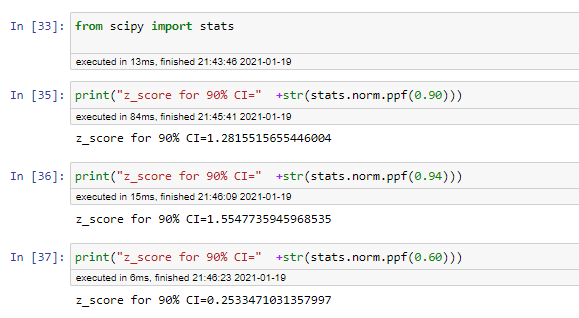 In [33]: from scipy import stats
executed in 13ms, finished 21:43:46 2021-01-19
In [35]: print("z_score for 90% CI="  +str(stats.norm.ppf(0.90)))
executed in 84ms, finished 21:45:41 2021-01-19
z_score for 90% CI=1.2815515655446004
In [36]: print("z_score for 90% CI="  +str(stats.norm.ppf(0.94)))
executed in 15ms, finished 21:46:09 2021-01-19
z_score for 90% CI=1.5547735945968535
In [37]: print("z_score for 90% CI="  +str(stats.norm.ppf(0.60)))
executed in 6ms, finished 21:46:23 2021-01-19
z_score for 90% CI=0.2533471031357997